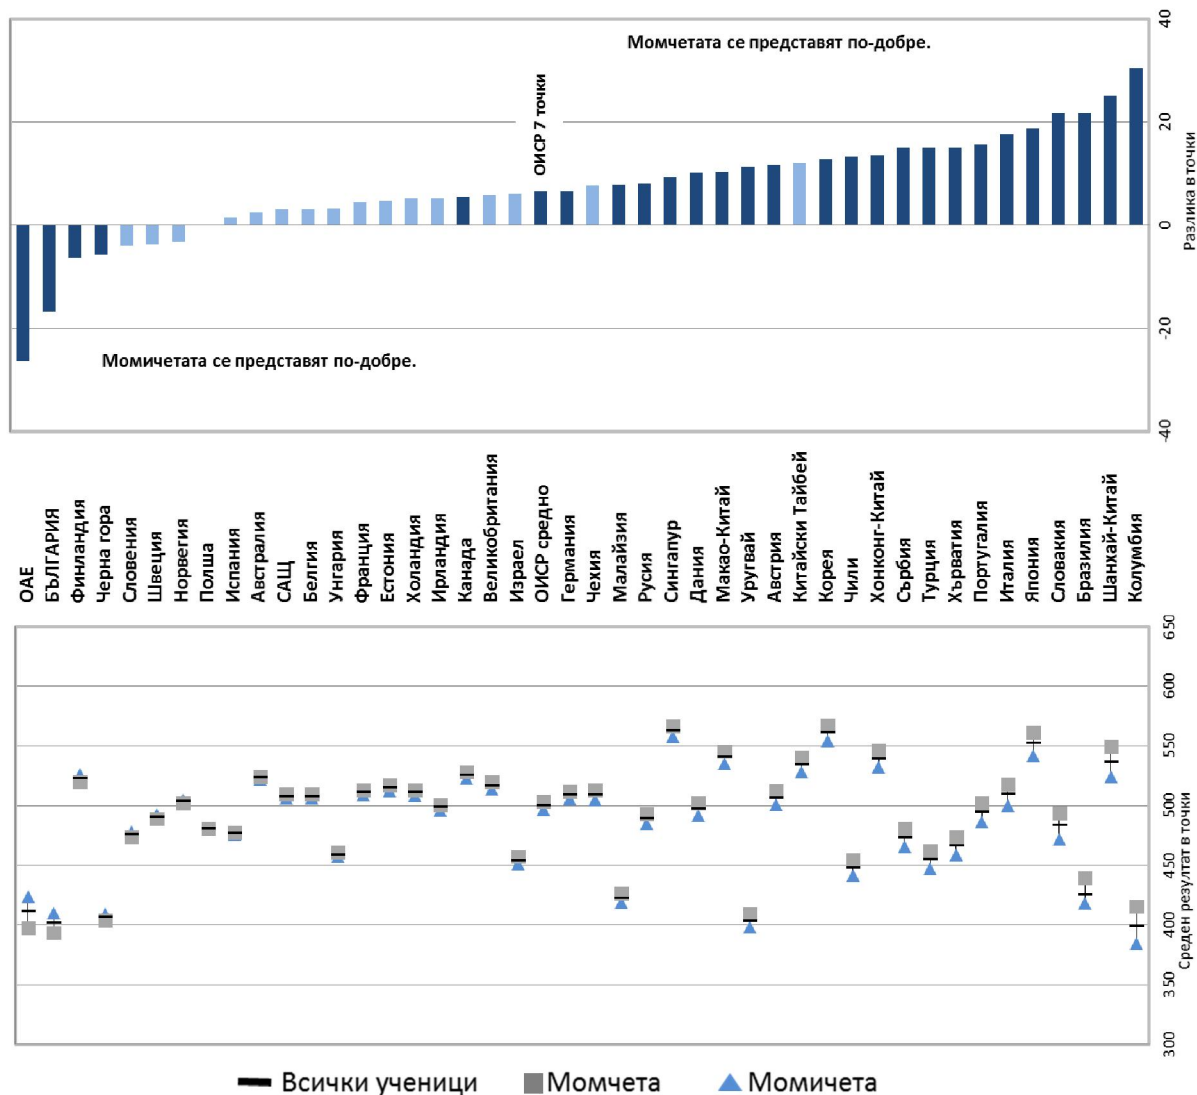 40
Момчетата се представят по-добре.
ОИСР 7 точки
20
0
-20
-40
Разлика в точки
Момичетата се представят по-добре.
ОАЕ
БЪЛГАРИЯ
Финландия
Черна гора
Словения
Швеция
Норвегия
Полша
Испания
Австралия
САЩ
Белгия
Унгария
Франция
Естония
Холандия
Ирландия
Канада
Великобритания
Израел
ОИСР средно
Германия
Чехия
Малайзия
Русия
Сингапур
Дания
Макао-Китай
Уругвай
Австрия
Китайски Тайбей
Корея
Чили
Хонконг-Китай
Сърбия
Турция
Хърватия
Португалия
Италия
Япония
Словакия
Бразилия
Шанхай-Китай
Колумбия
650
600
550
500
450
400
350
300
Среден резултат в точки
Всички ученици Момчета Момичета